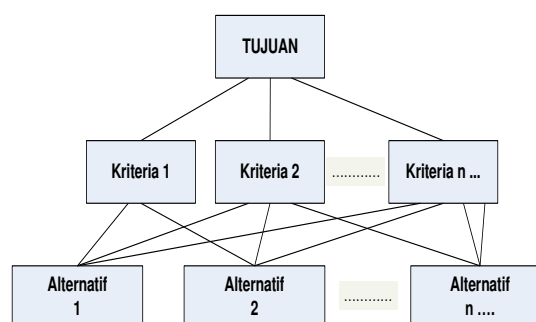 TUJUAN
Kriteria 1
Kriteria 2
............
Kriteria n ...
Alternatif
1
Alternatif
2
............
Alternatif
n ....